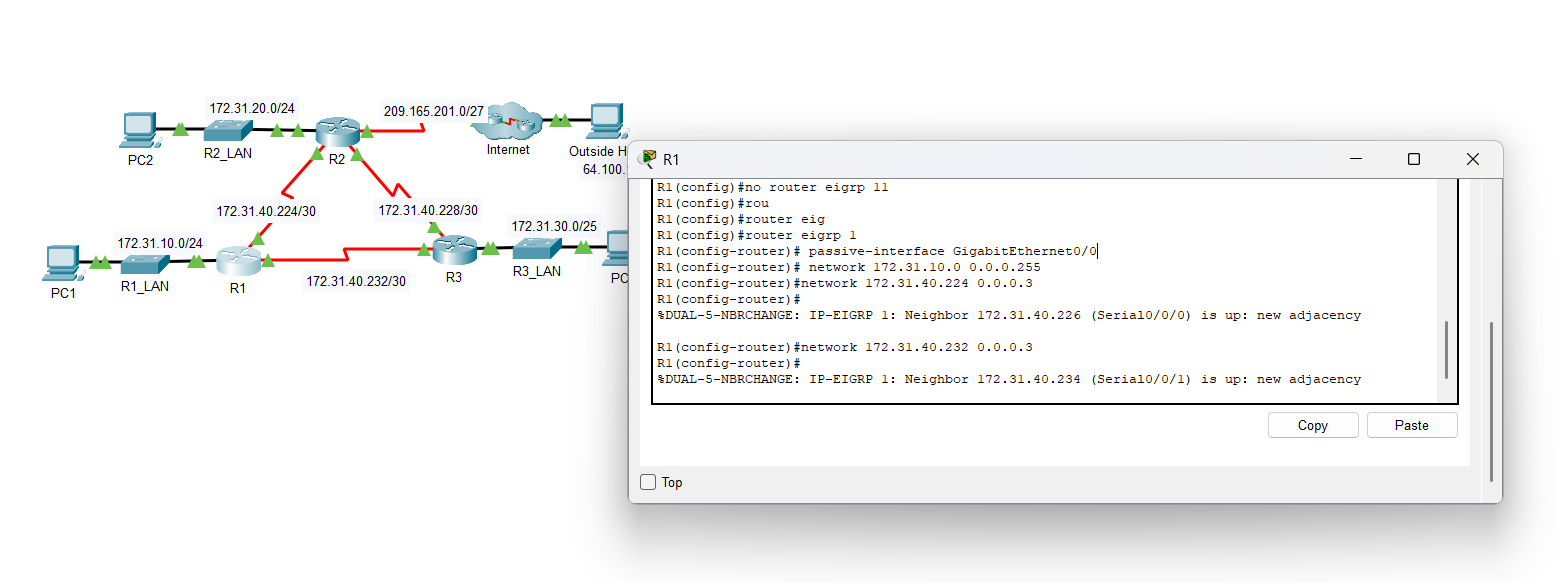 172.31.20.0/24
209.165.201.0/27
PC2
R2_LAN
R2
Internet
Outside H
64.100.
172.31.40.224/30
172.31.40.228/30
172.31.10.0/24
172.31.30.0/25
PC1
R1_LAN
R1
172.31.40.232/30
R3
R3_LAN
PC
R1
R1(config)#no router eigrp 11
R1(config)#rou
R1(config)#router eig
R1(config)#router eigrp 1
R1(config-router)# passive-interface GigabitEthernet0/0
R1(config-router)# network 172.31.10.0 0.0.0.255
R1(config-router)#network 172.31.40.224 0.0.0.3
R1(config-router)#
%DUAL-5-NBRCHANGE: IP-EIGRP 1: Neighbor 172.31.40.226 (Serial0/0/0) is up: new adjacency
R1(config-router)#network 172.31.40.232 0.0.0.3
R1(config-router)#
%DUAL-5-NBRCHANGE: IP-EIGRP 1: Neighbor 172.31.40.234 (Serial0/0/1) is up: new adjacency
Copy
Paste
Top